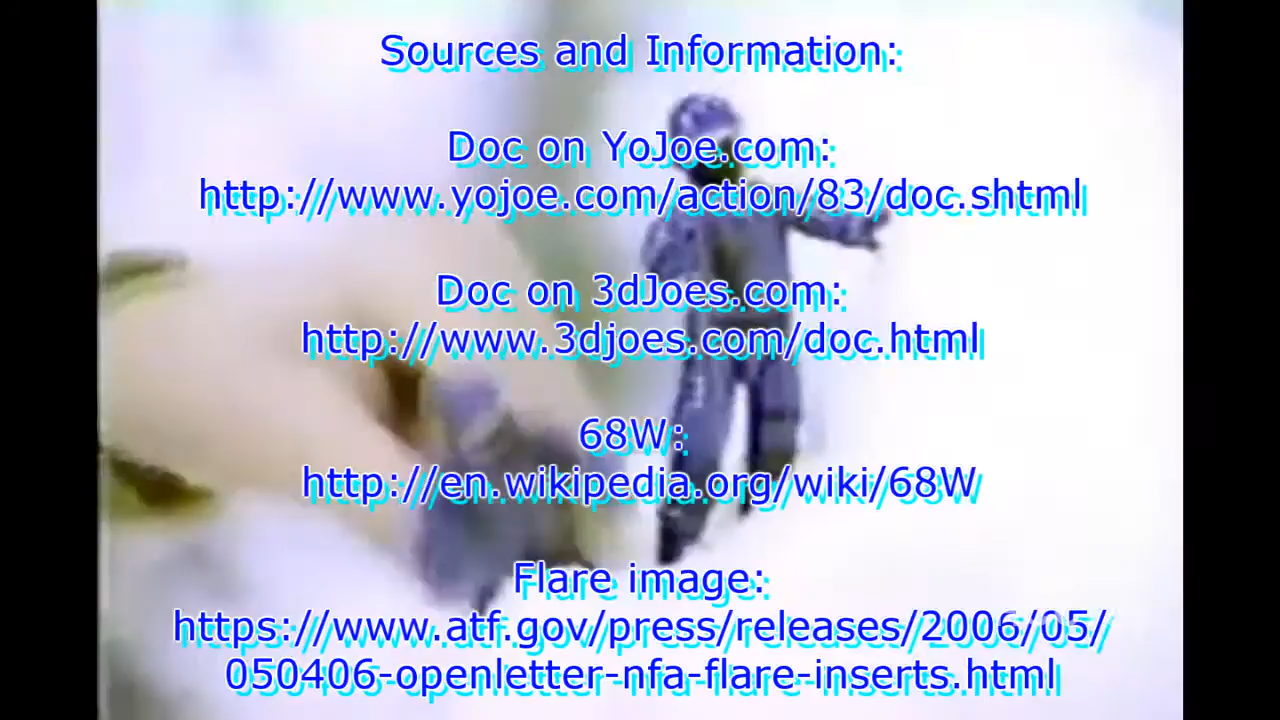 Sources and Information:
Doc on YoJoe.com:
http://www.yojoe.com/action/83/doc.shtml
Doc on 3dJoes.com:
http://www.3djoes.com/doc.html
68W:
http://en.wikipedia.org/wiki/68W
Flare image:
https://www.atf.gov/press/releases/2006/05/
050406-openletter-nfa-flare-inserts.html